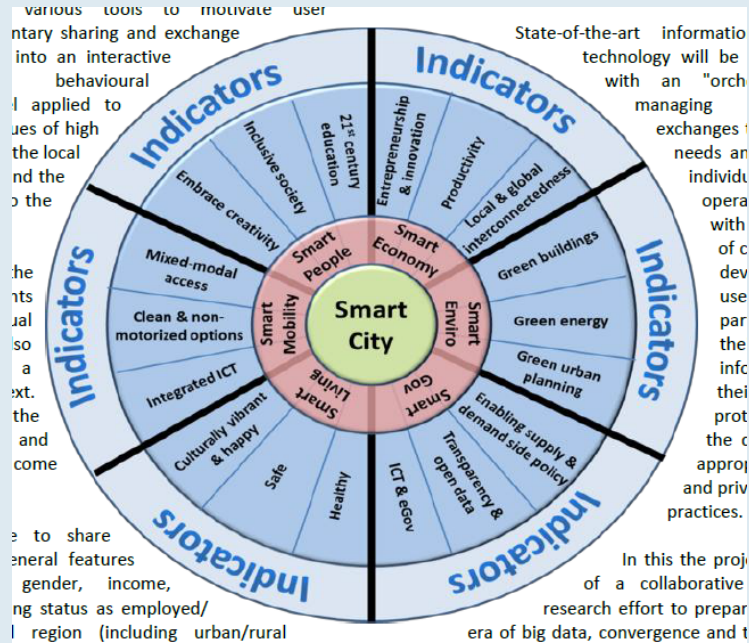 various tools to motivate user
ntary sharing and exchange
into an interactive
behavioural
applied to
ues of high
the local
nd the
the
the
nts
ual
lso
a
ext.
the
and
come
to share
eneral features
gender, income,
ng status as employed/
region (including urban/rural
Indicators
Indicators
Indicators
Indicators
Indicators
Indicators
21st century
education
Inclusive society
Embrace creativity
Entrepreneurship
& innovation
Productivity
Local & global
interconnectedness
Green buildings
Green energy
Green urban
planning
Enabling supply &
demand side policy
Transparency &
open data
ICT & eGov
Healthy
Safe
Culturally vibrant
& happy
Integrated ICT
Clean & non-
motorized options
Mixed-modal
access
Smart
People
Smart
Economy
Smart
Enviro
Smart
Gov
Smart
Living
Smart
Mobility
Smart
City
State-of-the-art informatio
technology will be
with an "orche
managing
exchanges
needs an
individu
opera
with
of c
dev
use
par
the
info
their
prot
the
approp
and priv
practices.
In this the proj
of a collaborative
research effort to prepar
era of big data, convergence and t